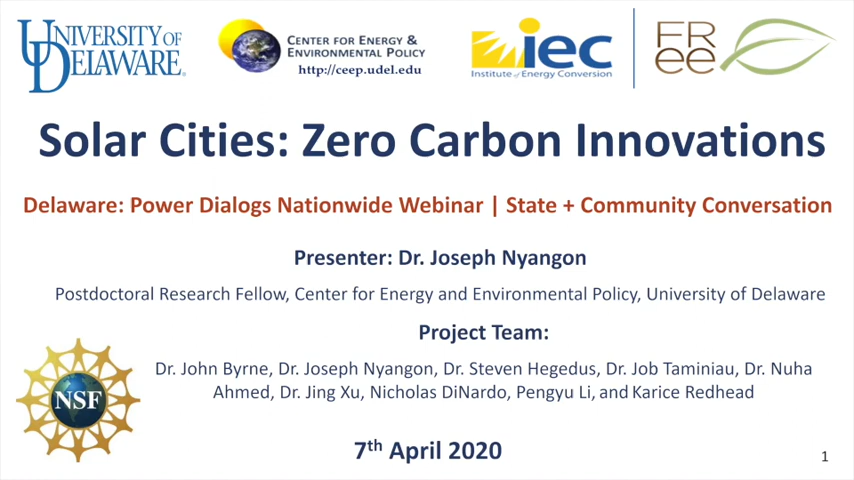 UNIVERSITY OF DELAWARE®
CENTER FOR ENERGY & ENVIRONMENTAL POLICY
http://ceep.udel.edu
iec
Institute of Energy Conversion
FR
ee
Solar Cities: Zero Carbon Innovations
Delaware: Power Dialogs Nationwide Webinar | State + Community Conversation
Presenter: Dr. Joseph Nyangon
Postdoctoral Research Fellow, Center for Energy and Environmental Policy, University of Delaware
Project Team:
Dr. John Byrne, Dr. Joseph Nyangon, Dr. Steven Hegedus, Dr. Job Taminiau, Dr. Nuha
Ahmed, Dr. Jing Xu, Nicholas DiNardo, Pengyu Li, and Karice Redhead
NSF
7th April 2020
1